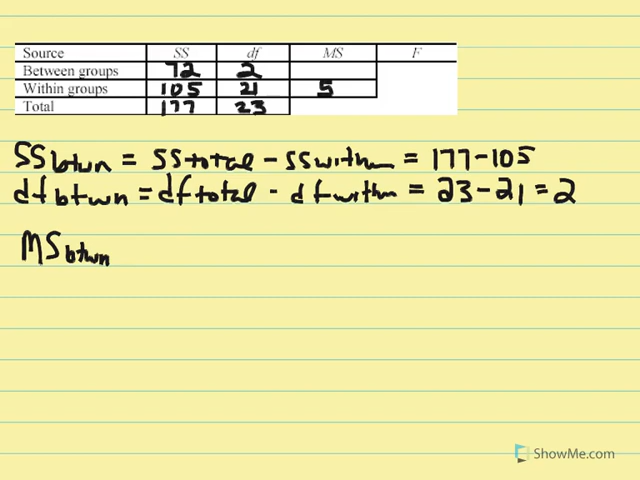 Source SS df MS F
Between groups 72 2
Within groups 105 21 5
Total 177 23
SSbtwn = SStotal - SSwithin = 177-105
dfbtwn = dftotal - dfwithin = 23-21=2
MSbtwn
ShowMe.com